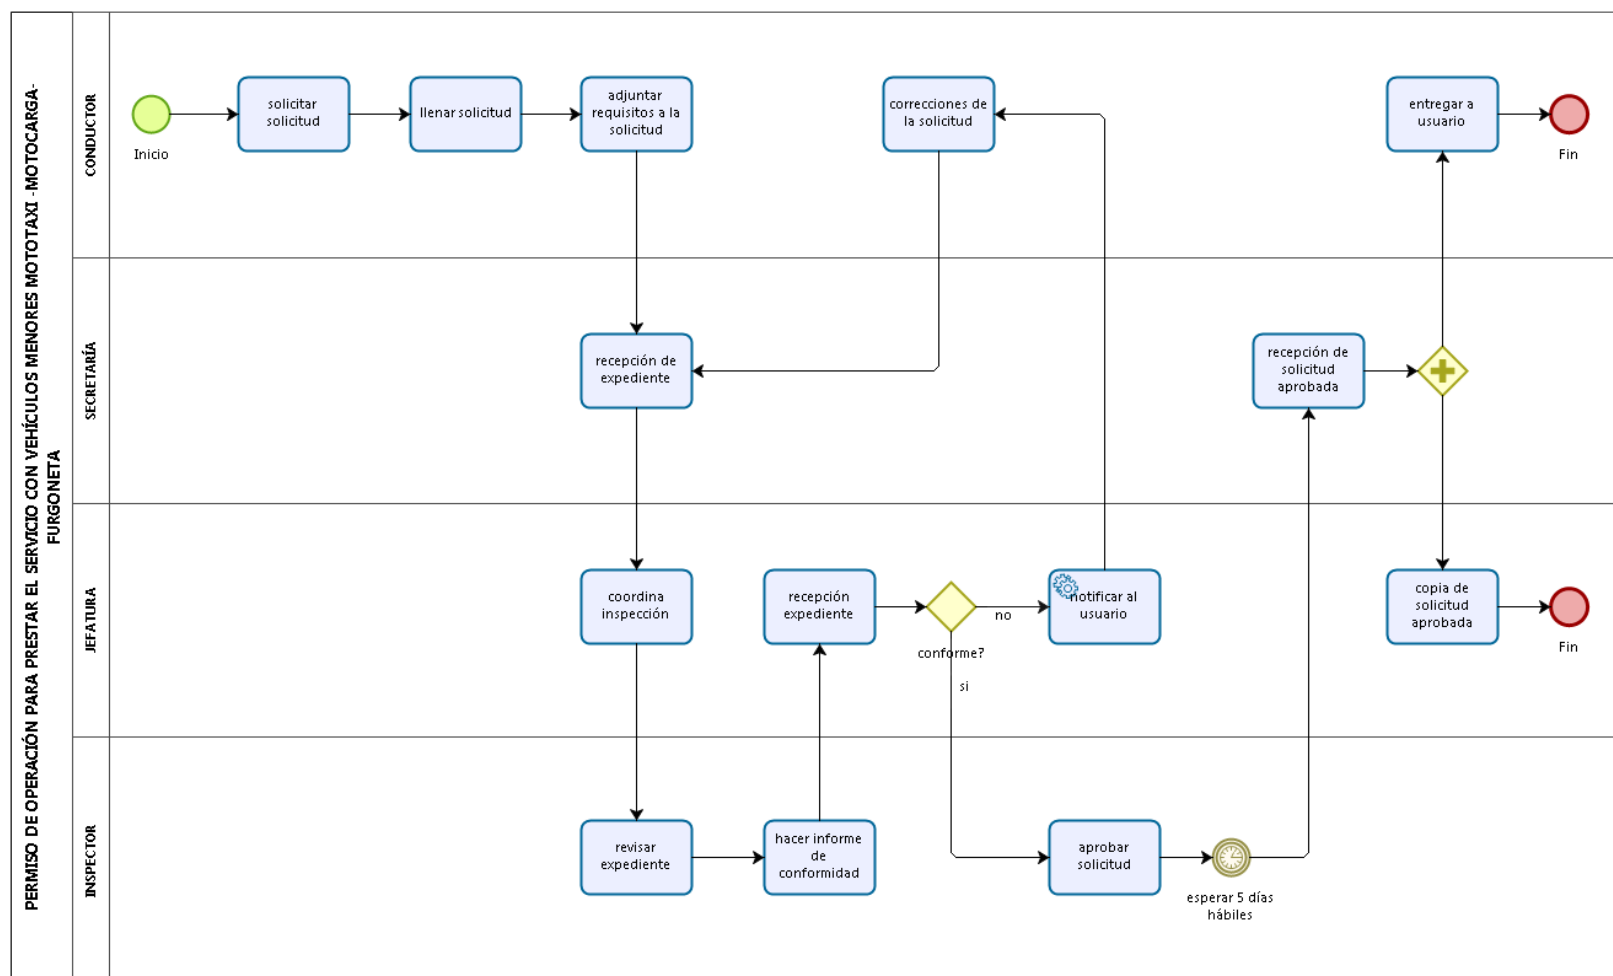 PERMISO DE OPERACIÓN PARA PRESTAR EL SERVICIO CON VEHÍCULOS MENORES MOTOTAXI -MOTOCARGA-
FURGONETA
CONDUCTOR
Inicio
solicitar
solicitud
llenar solicitud
adjuntar
requisitos a la
solicitud
correcciones de
la solicitud
entregar a
usuario
Fin
SECRETARÍA
recepción de
expediente
recepción de
solicitud
aprobada
JEFATURA
coordina
inspección
recepción
expediente
conforme?
no
si
notificar al
usuario
copia de
solicitud
aprobada
Fin
INSPECTOR
revisar
expediente
hacer informe
de
conformidad
aprobar
solicitud
esperar 5 días
hábiles